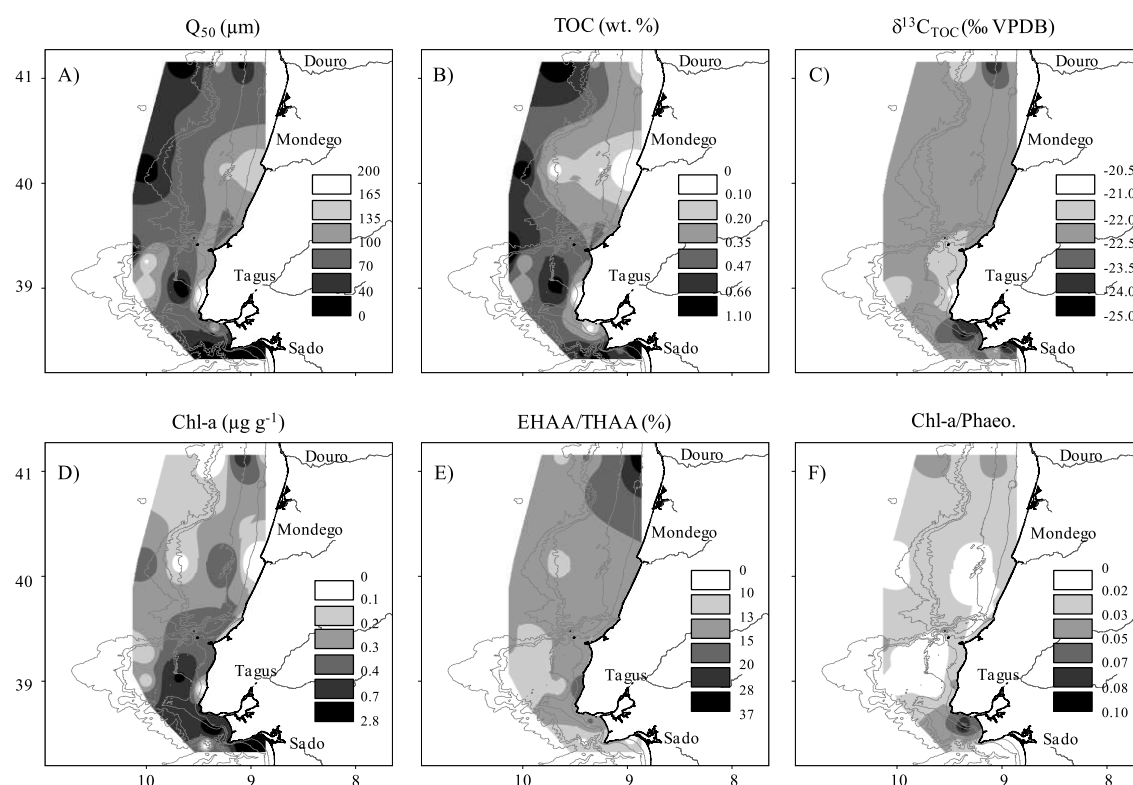 Q50 (μm)
TOC (wt. %)
δ13CTOC (‰ VPDB)
A)
Douro
Mondego
Tagus
Sado
200
165
135
100
70
40
0
41
40
39
B)
Douro
Mondego
Tagus
Sado
0
0.10
0.20
0.35
0.47
0.66
1.10
C)
Douro
Mondego
Tagus
Sado
-20.5
-21.0
-22.0
-22.5
-23.5
-24.0
-25.0
Chl-a (μg g-1)
EHAA/THAA (%)
Chl-a/Phaeo.
D)
Douro
Mondego
Tagus
Sado
0
0.1
0.2
0.3
0.4
0.7
2.8
41
40
39
10
9
8
E)
Douro
Mondego
Tagus
Sado
0
10
13
15
20
28
37
10
9
8
F)
Douro
Mondego
Tagus
Sado
0
0.02
0.03
0.05
0.07
0.08
0.10
10
9
8